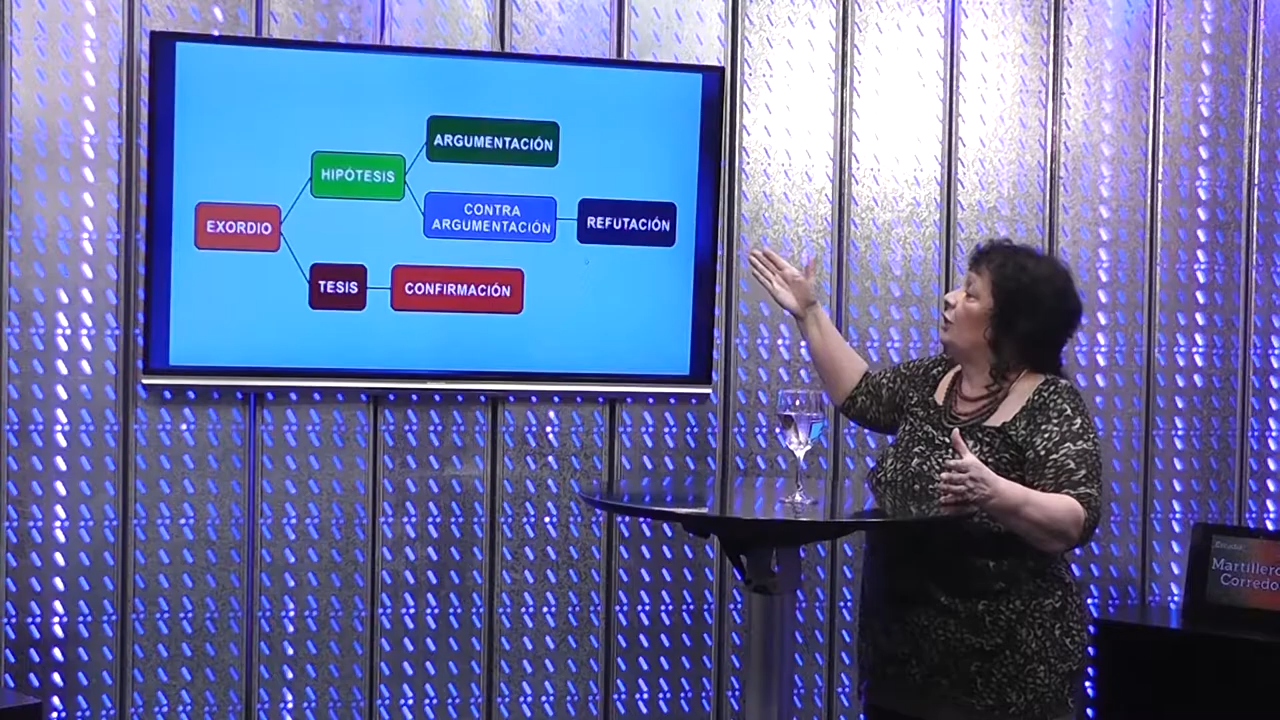 ARGUMENTACIÓN
HIPÓTESIS
CONTRA
ARGUMENTACIÓN
REFUTACIÓN
EXORDIO
TESIS
CONFIRMACIÓN
Martillero
Corredo